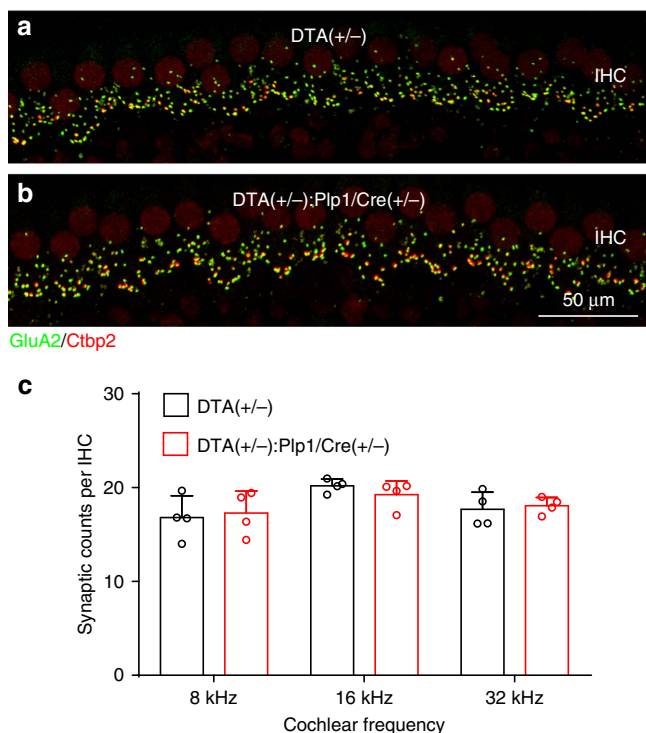 a
DTA(+/–)
IHC
b
DTA(+/–):Plp1/Cre(+/–)
IHC
50 μm
GluA2/Ctbp2
c
30
20
10
0
Synaptic counts per IHC
DTA(+/–)
DTA(+/–):Plp1/Cre(+/–)
8 kHz 16 kHz 32 kHz
Cochlear frequency